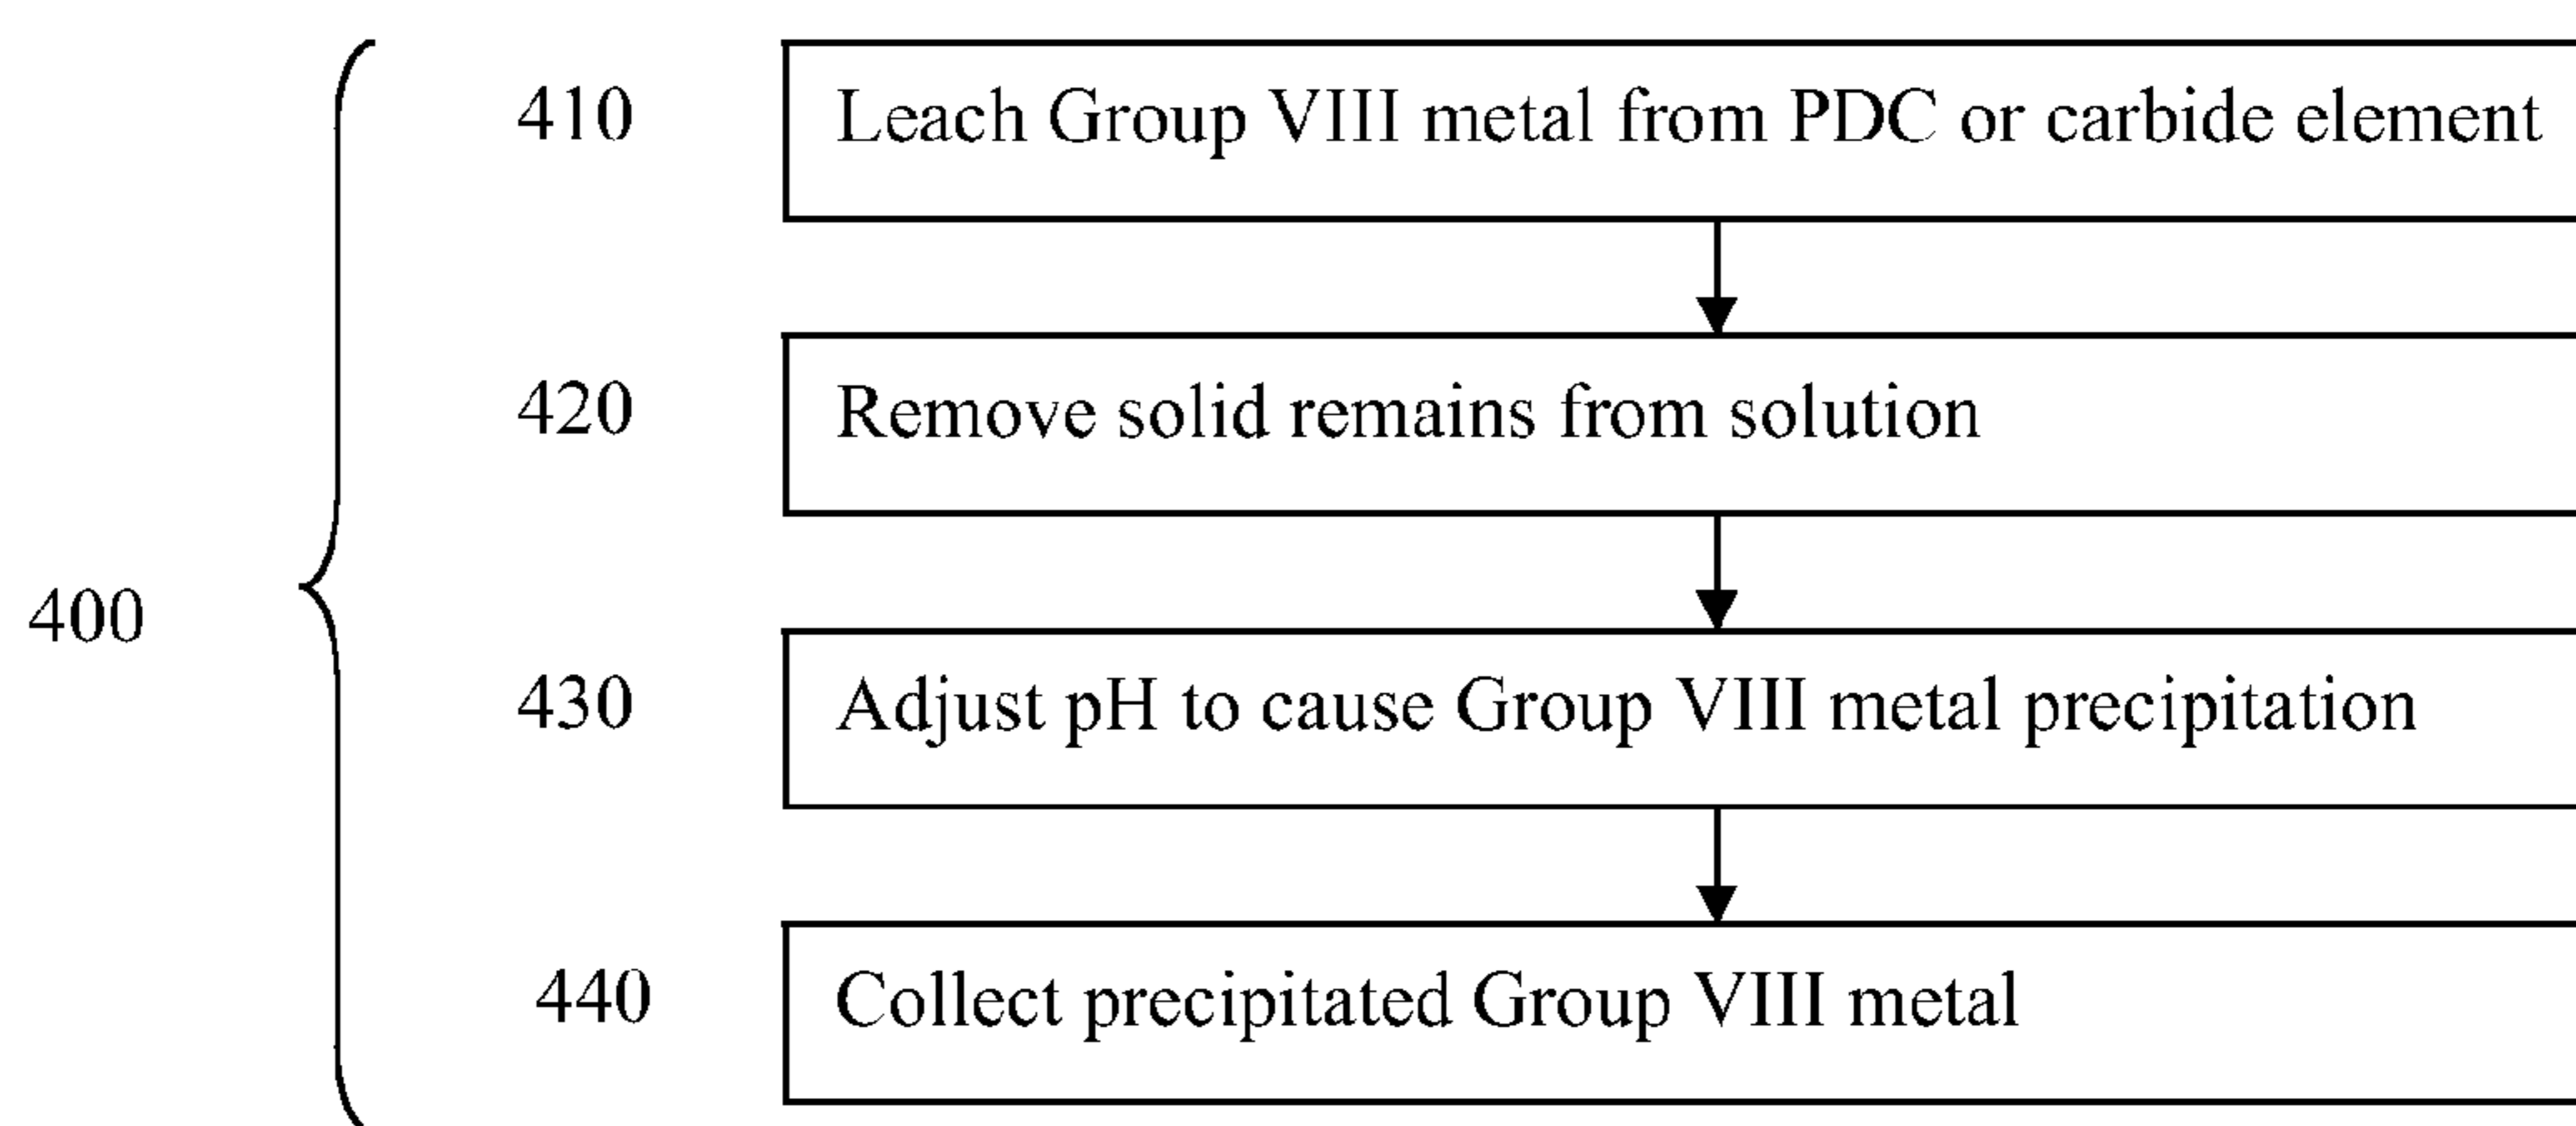 410 Leach Group VIII metal from PDC or carbide element
420 Remove solid remains from solution
400
430 Adjust pH to cause Group VIII metal precipitation
440 Collect precipitated Group VIII metal